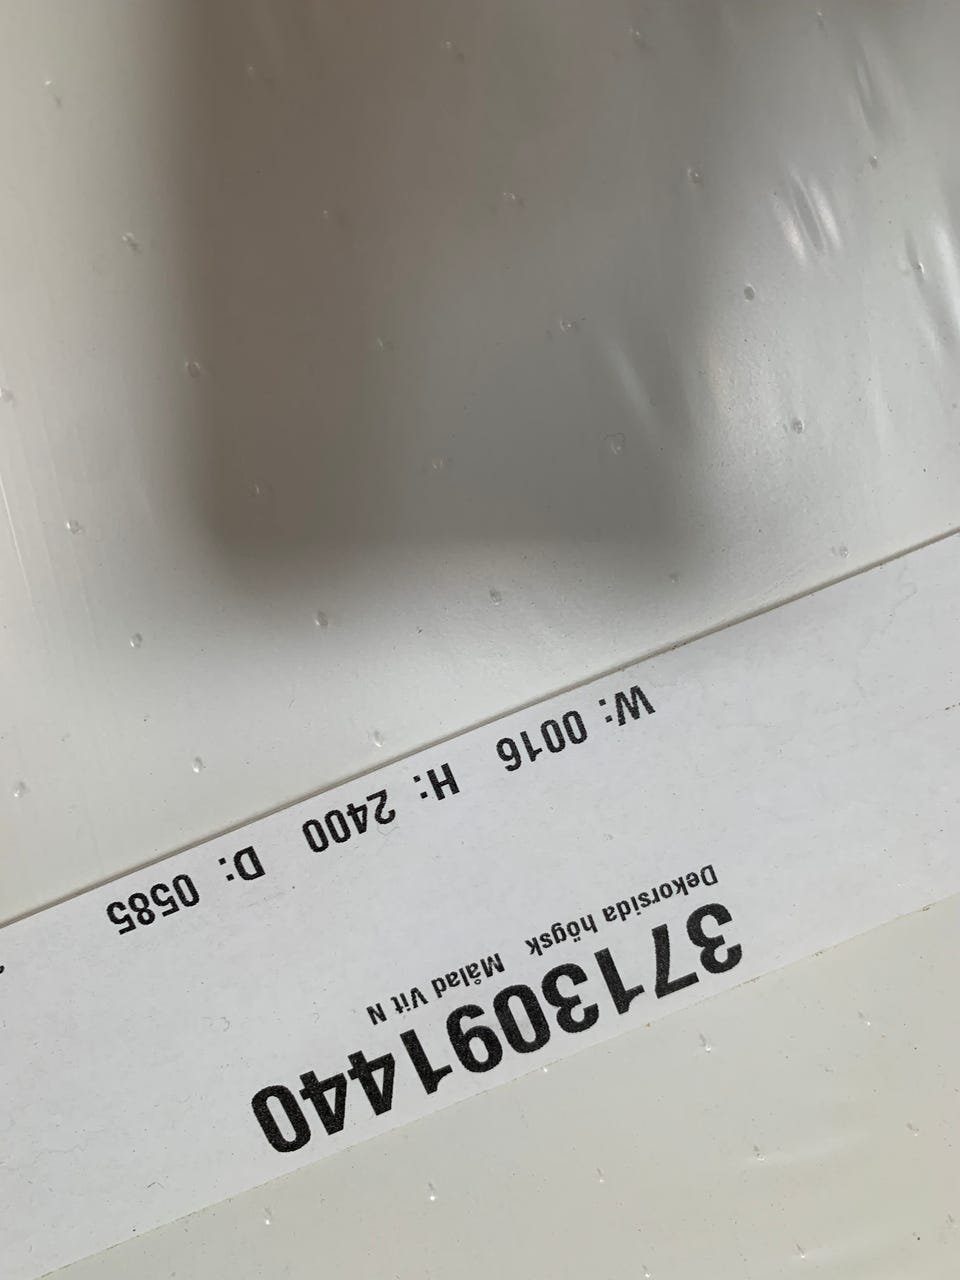 3713091440
Dekorsida högsk Målad Vit N
W: 0016 H: 2400 D: 0585